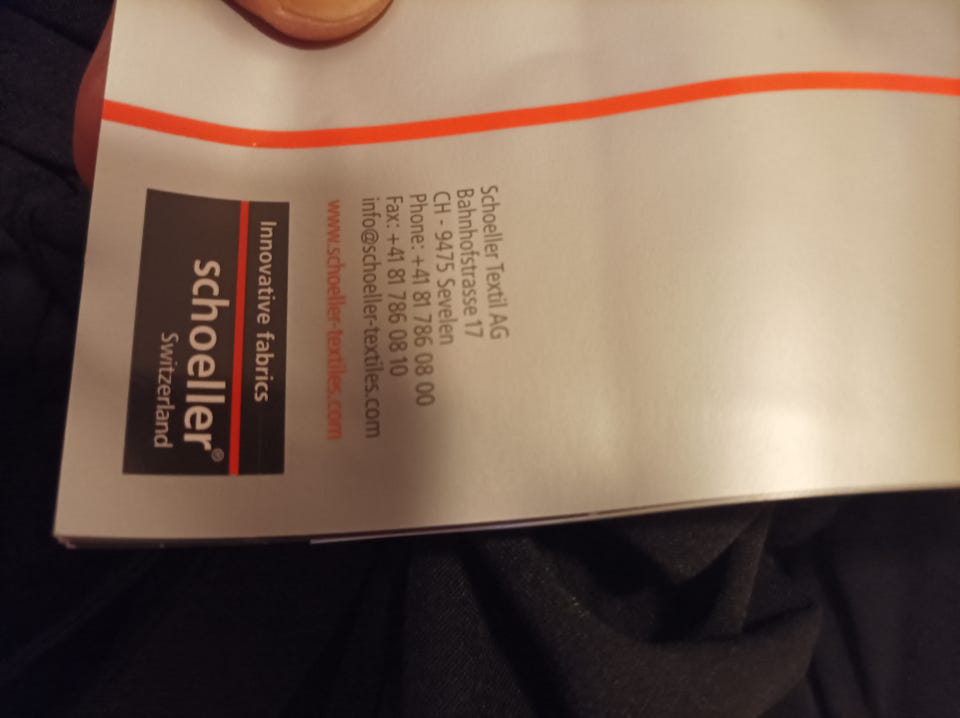 Schoeller Textil AG
Bahnhofstrasse 17
CH - 9475 Sevelen
Phone: +41 81 786 08 00
Fax: +41 81 786 08 10
info@schoeller-textiles.com
www.schoeller-textiles.com
Innovative fabrics
schoeller®
Switzerland